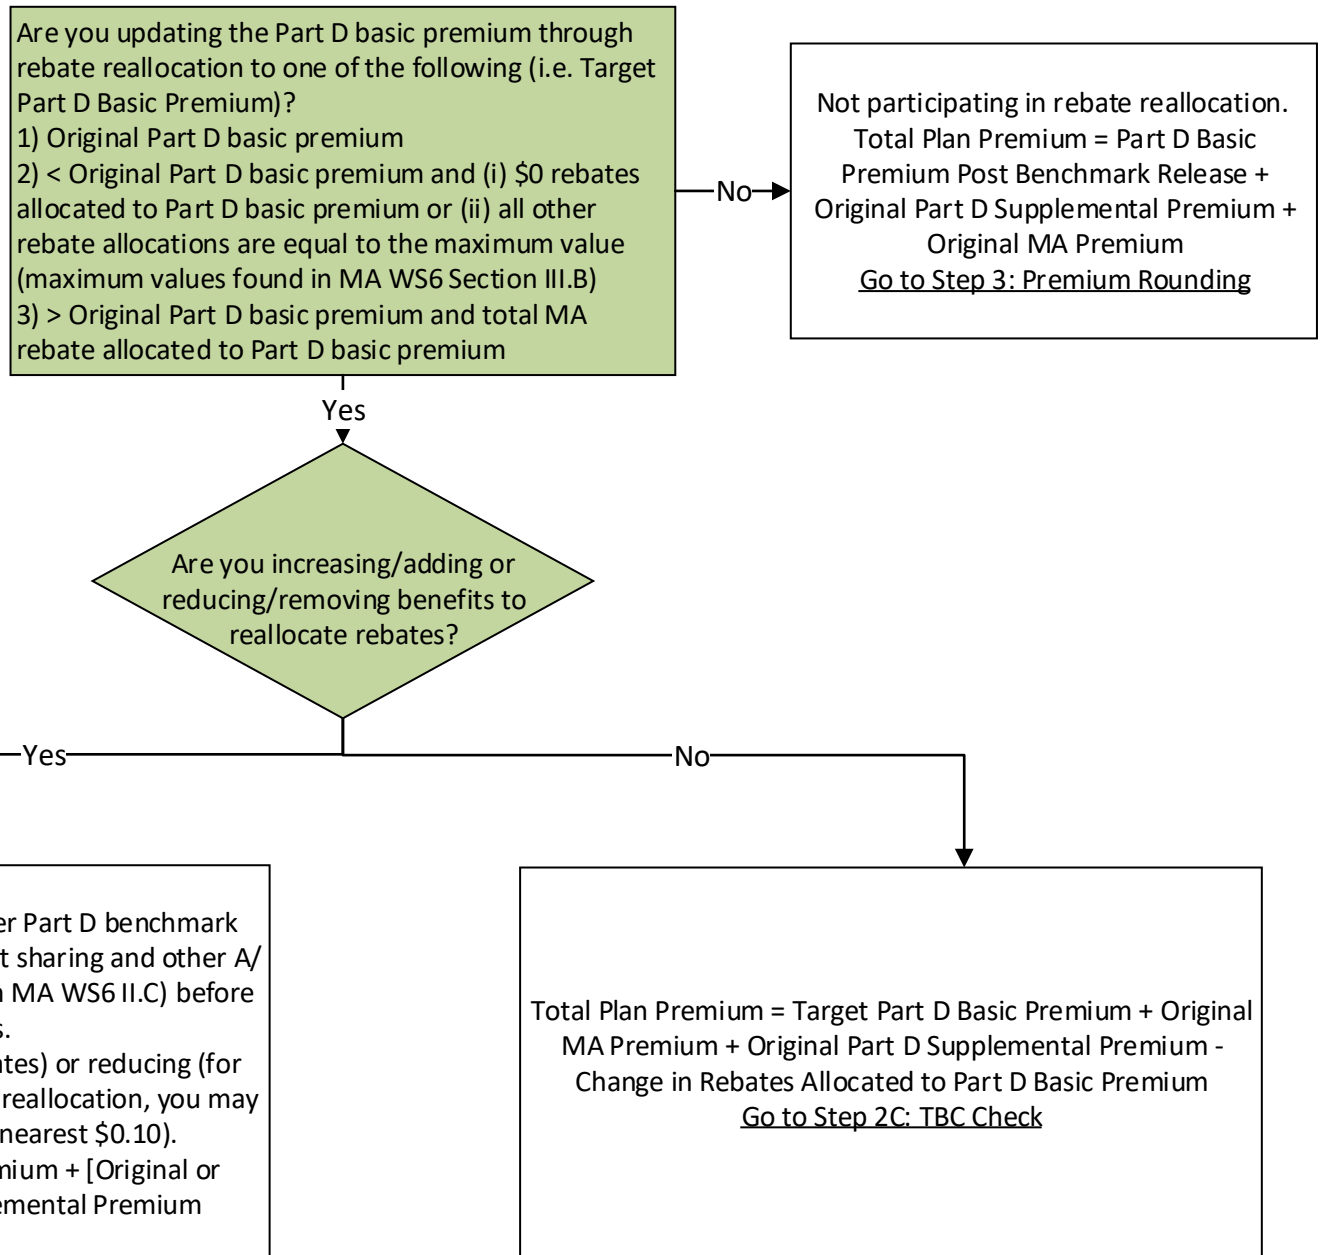 Are you updating the Part D basic premium through
rebate reallocation to one of the following (i.e. Target
Part D Basic Premium)?
1) Original Part D basic premium
2) < Original Part D basic premium and (i) $0 rebates
allocated to Part D basic premium or (ii) all other
rebate allocations are equal to the maximum value
(maximum values found in MA WS6 Section III.B)
3) > Original Part D basic premium and total MA
rebate allocated to Part D basic premium
No
Not participating in rebate reallocation.
Total Plan Premium = Part D Basic
Premium Post Benchmark Release +
Original Part D Supplemental Premium +
Original MA Premium
Go to Step 3: Premium Rounding
Yes
Are you increasing/adding or
reducing/removing benefits to
reallocate rebates?
Yes
No
Part D benchmark
sharing and other A/
MA WS6 II.C) before
or reducing (for
reallocation, you may
nearest $0.10).
+ [Original or
Premium
Total Plan Premium = Target Part D Basic Premium + Original
MA Premium + Original Part D Supplemental Premium -
Change in Rebates Allocated to Part D Basic Premium
Go to Step 2C: TBC Check